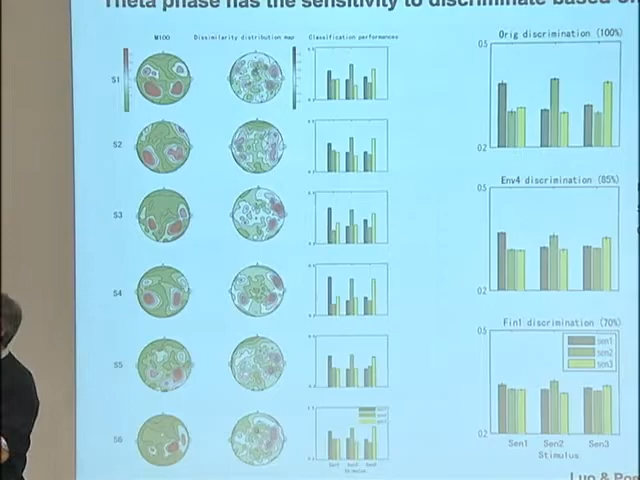 Theta phase has the sensitivity to discriminate based on
M100 Dissimilarity distribution map Classification performances
S1
S2
S3
S4
S5
S6
Orig discrimination (100%)
0.5
0.2
Env4 discrimination (85%)
0.5
0.2
Fin1 discrimination (70%)
0.5
sen1
sen2
sen3
0.2
Sen1 Sen2 Sen3
Stimulus
Luo & Poe